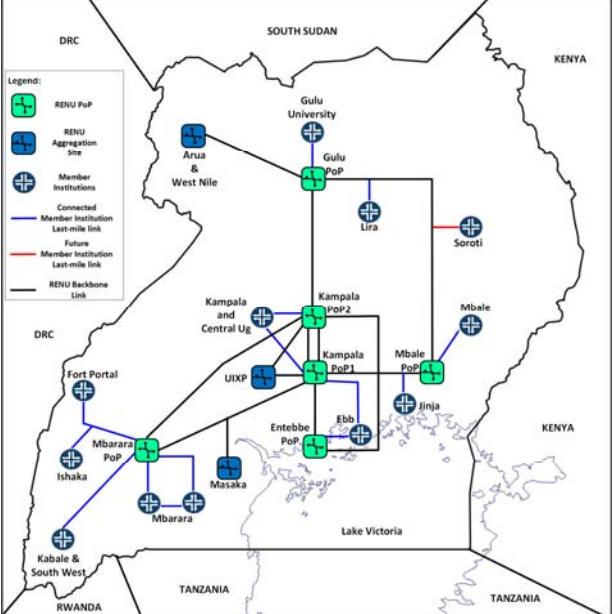 DRC
SOUTH SUDAN
KENYA
Legend:
RENU PoP
RENU
Aggregation
Site
Member
Institutions
Connected
Member Institution
Last-mile link
Future
Member Institution
Last-mile link
RENU Backbone
Link
Gulu
University
Arua
&
West Nile
Gulu
PoP
Lira
Soroti
Kampala
and
Central Ug
Kampala
PoP2
Mbale
DRC
UIXP
Kampala
PoP1
Mbale
PoP
Fort Portal
Jinja
Ebb
Entebbe
PoP
KENYA
Mbarara
PoP
Ishaka
Masaka
Mbarara
Lake Victoria
Kabale &
South West
TANZANIA
TANZANIA
RWANDA